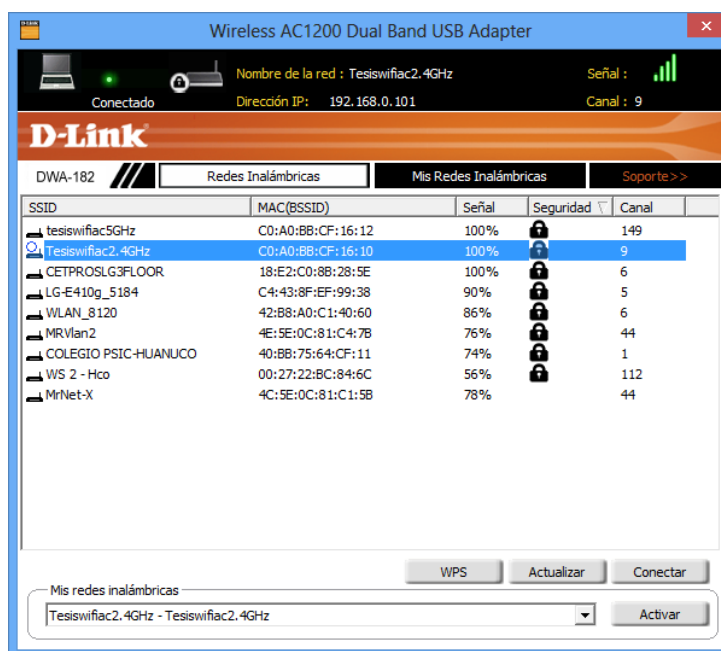 D-Link
Wireless AC1200 Dual Band USB Adapter
Nombre de la red : Tesiswifiac2.4GHz Señal :
Conectado Dirección IP: 192.168.0.101 Canal : 9
D-Link
DWA-182 Redes Inalámbricas Mis Redes Inalámbricas Soporte>>
SSID MAC(BSSID) Señal Seguridad Canal
tesiswifiac5GHz C0:A0:BB:CF:16:12 100% 149
Tesiswifiac2.4GHz C0:A0:BB:CF:16:10 100% 9
CETPROSLG3FLOOR 18:E2:C0:8B:28:5E 100% 6
LG-E410g_5184 C4:43:8F:EF:99:38 90% 5
WLAN_8120 42:B8:A0:C1:40:60 86% 6
MRVlan2 4E:5E:0C:81:C4:7B 76% 44
COLEGIO PSIC-HUANUCO 40:BB:75:64:CF:11 74% 1
WS 2 - Hco 00:27:22:BC:84:6C 56% 112
MrNet-X 4C:5E:0C:81:C1:5B 78% 44
WPS Actualizar Conectar
Mis redes inalámbricas
Tesiswifiac2.4GHz - Tesiswifiac2.4GHz Activar